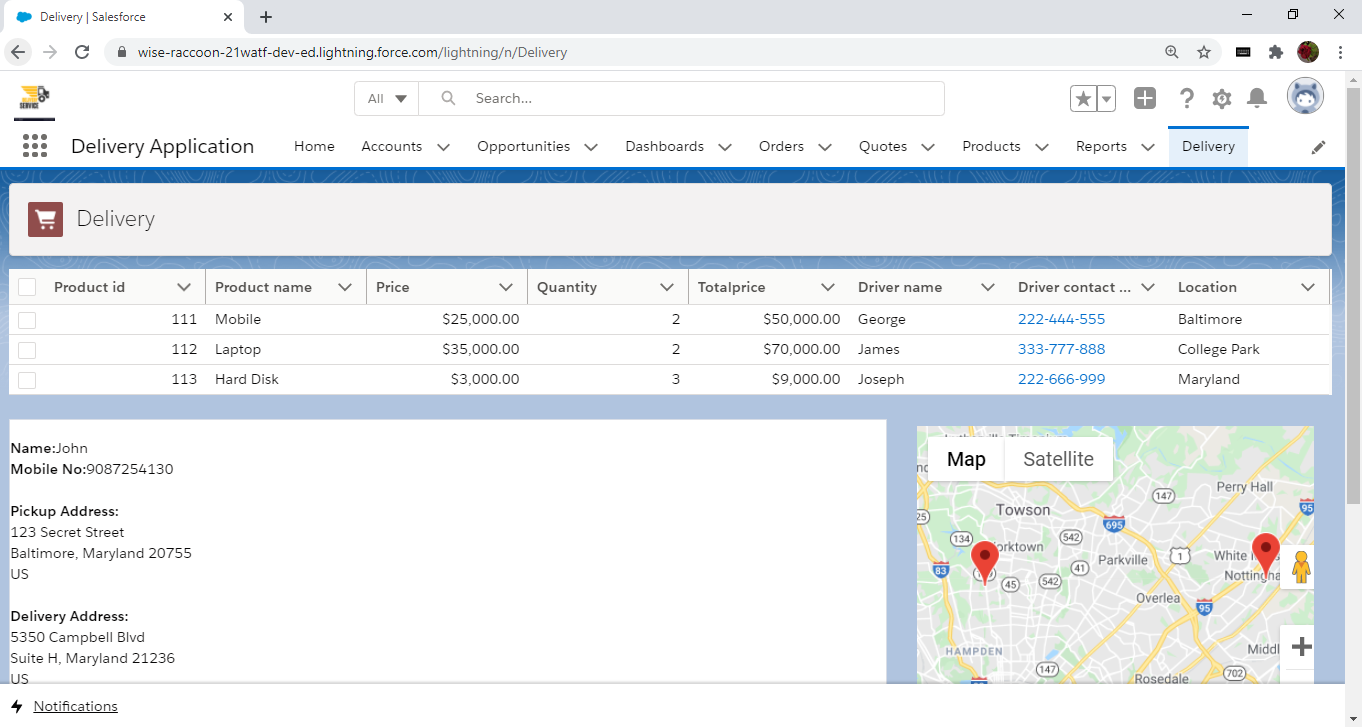 Delivery | Salesforce
wise-raccoon-21watf-dev-ed.lightning.force.com/lightning/n/Delivery
SERVICE
All
Search...
Delivery Application
Home
Accounts
Opportunities
Dashboards
Orders
Quotes
Products
Reports
Delivery
Delivery
Product id Product name Price Quantity Totalprice Driver name Driver contact ... Location
111 Mobile $25,000.00 2 $50,000.00 George 222-444-555 Baltimore
112 Laptop $35,000.00 2 $70,000.00 James 333-777-888 College Park
113 Hard Disk $3,000.00 3 $9,000.00 Joseph 222-666-999 Maryland
Name:John
Mobile No:9087254130
Pickup Address:
123 Secret Street
Baltimore, Maryland 20755
US
Delivery Address:
5350 Campbell Blvd
Suite H, Maryland 21236
US
Map
Satellite
Perry Hall
147
95
Towson
25
695
134
542
orktown
Parkville
1
White
83
41
45
542
Nottingha
Overlea
95
HAMPDEN
Middl
147
702
Rosedale
Notifications